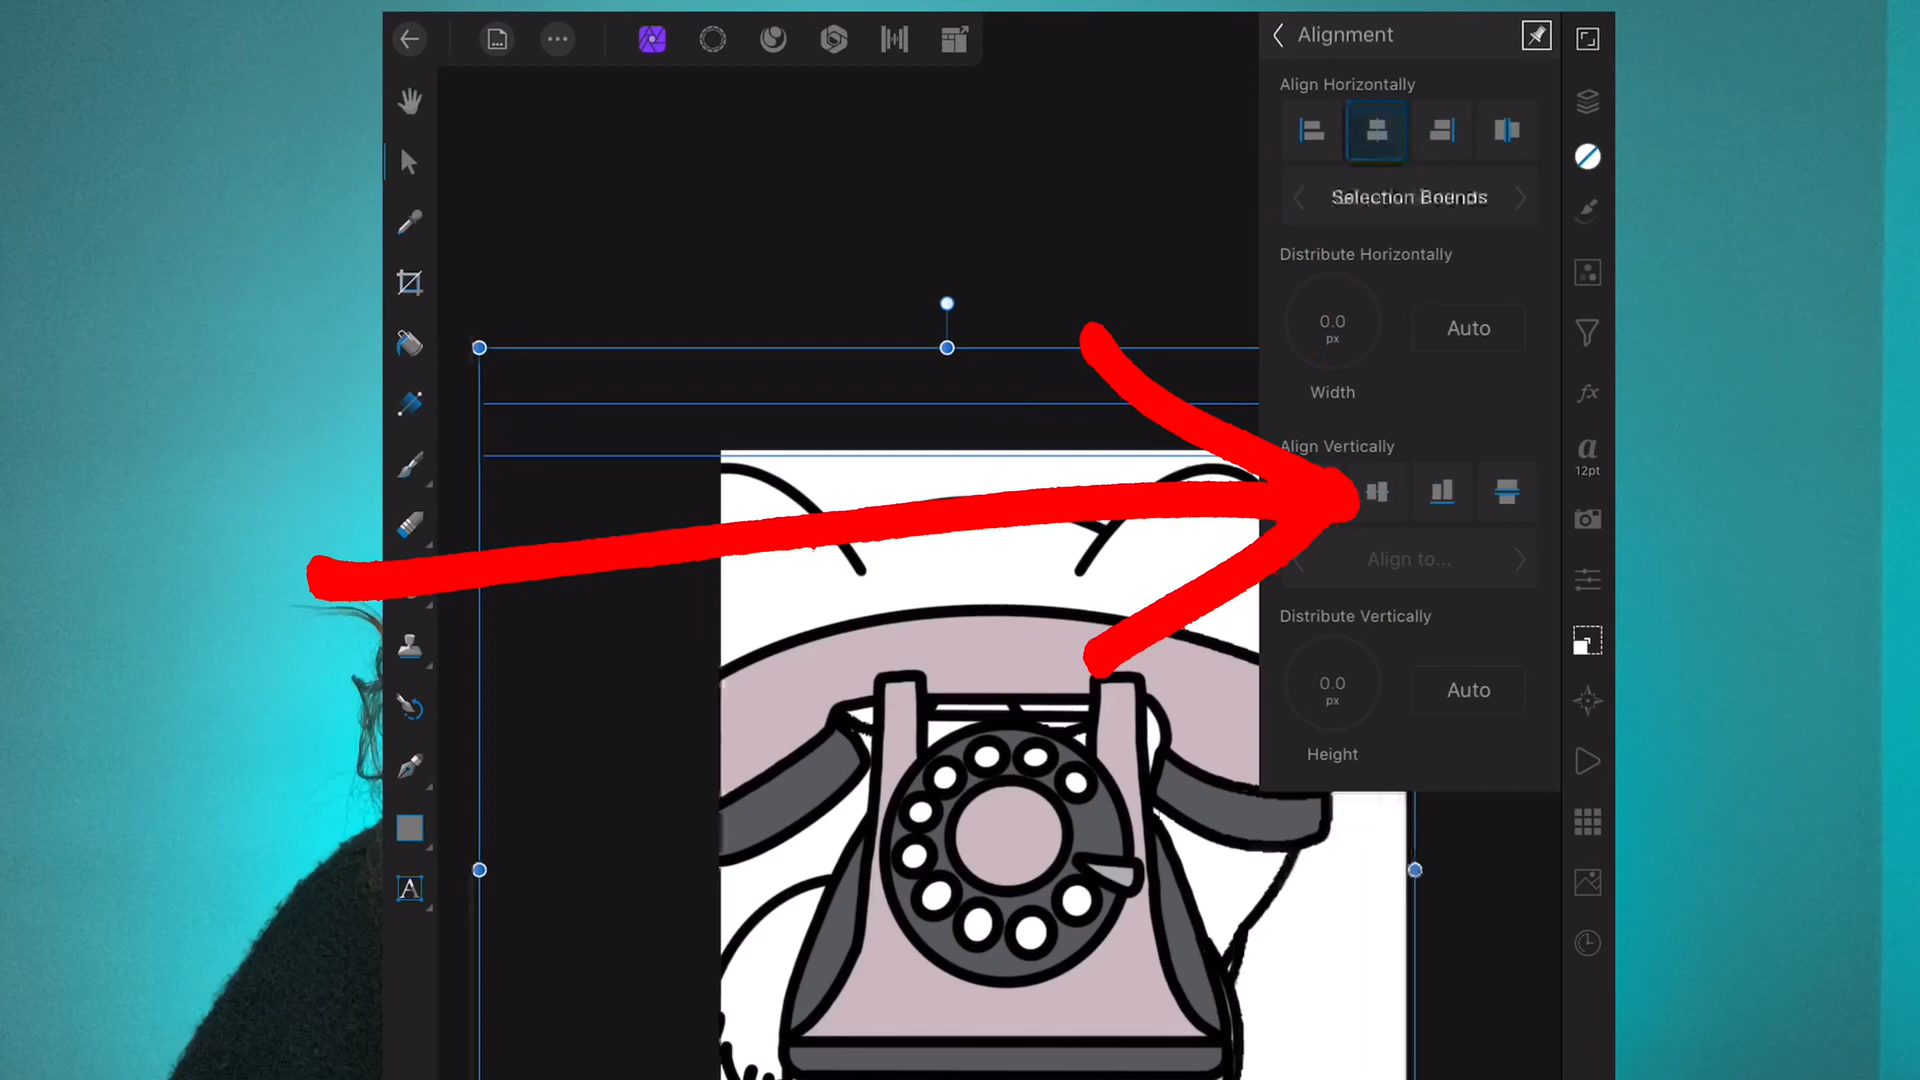 Alignment
Align Horizontally
Selection Bounds
Distribute Horizontally
0.0
px
Auto
Width
Align Vertically
a
12pt
fx
Align to...
Distribute Vertically
0.0
px
Auto
Height
A